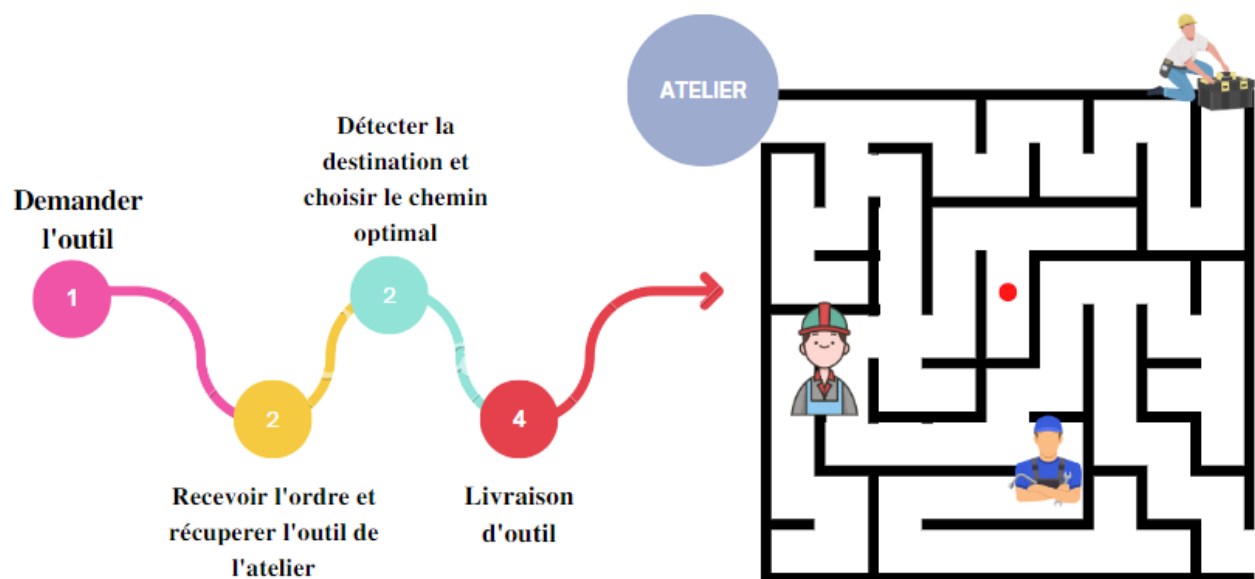 Demander
l'outil
1
2
Recevoir l'ordre et
récuperer l'outil de
l'atelier
Détecter la
destination et
choisir le chemin
optimal
2
4
Livraison
d'outil
ATELIER